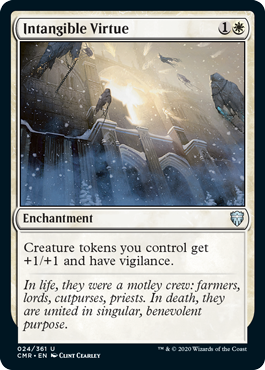 Intangible Virtue 1
Enchantment
Creature tokens you control get
+1/+1 and have vigilance.
In life, they were a motley crew: farmers,
lords, cutpurses, priests. In death, they
are united in singular, benevolent
purpose.
024/361 U
CMR • EN CLINT CEARLEY
™ & © 2020 Wizards of the Coast